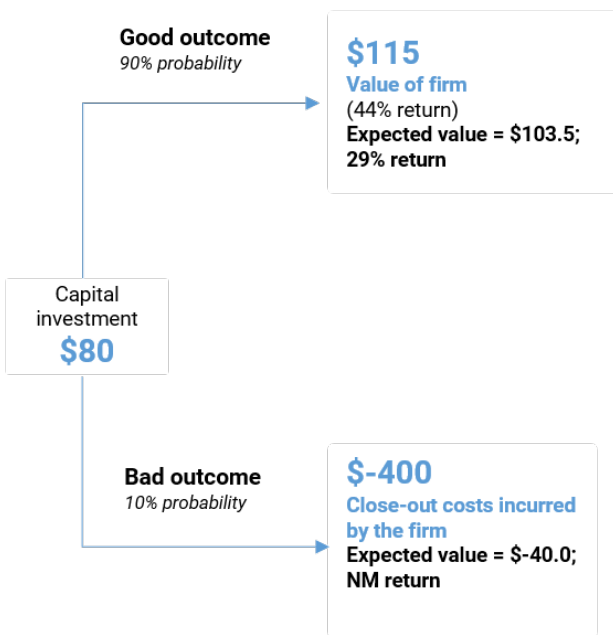 Good outcome
90% probability
$115
Value of firm
(44% return)
Expected value = $103.5;
29% return
Capital
investment
$80
Bad outcome
10% probability
$-400
Close-out costs incurred
by the firm
Expected value = $-40.0;
NM return